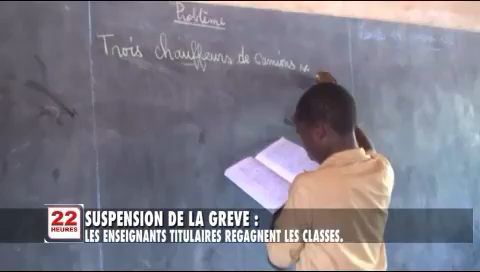 Problème
Trois chauffeurs de camions
22
HEURES
SUSPENSION DE LA GREVE :
LES ENSEIGNANTS TITULAIRES REGAGNENT LES CLASSES.